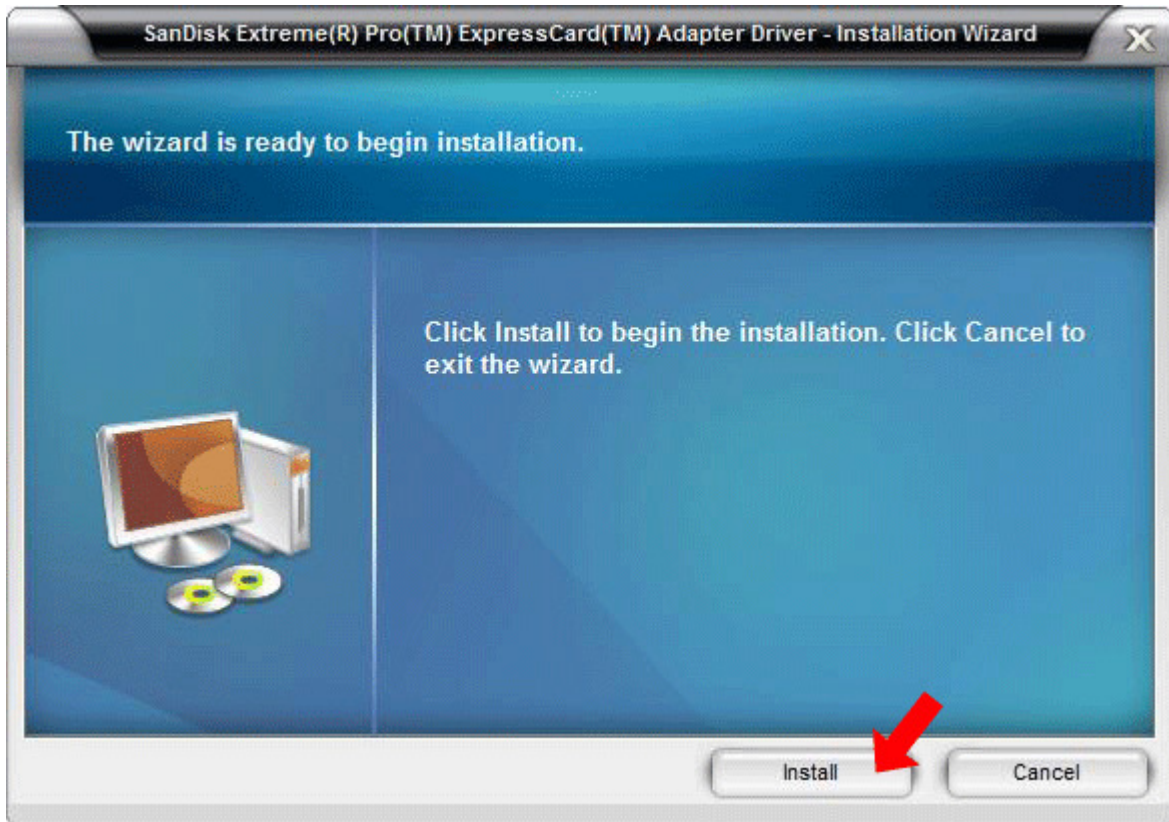 SanDisk Extreme(R) Pro(TM) ExpressCard(TM) Adapter Driver - Installation Wizard
The wizard is ready to begin installation.
Click Install to begin the installation. Click Cancel to
exit the wizard.
Install
Cancel